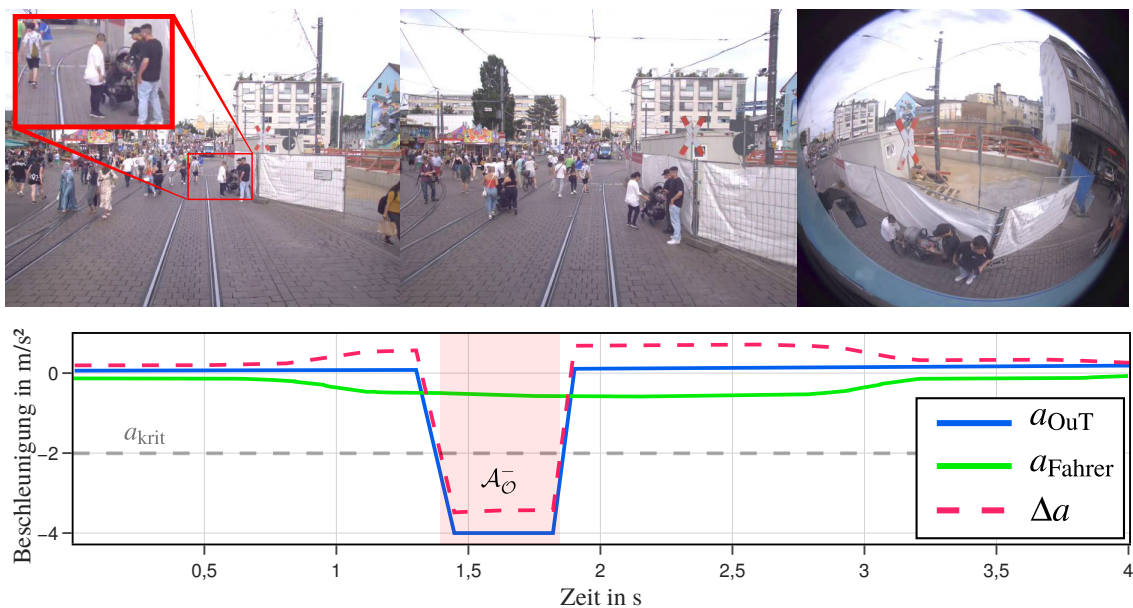 Beschleunigung in m/s²
0
−2
−4
a_krit
𝒜_𝒪^−
a_OuT
a_Fahrer
Δa
0,5
1
1,5
2
2,5
3
3,5
4
Zeit in s